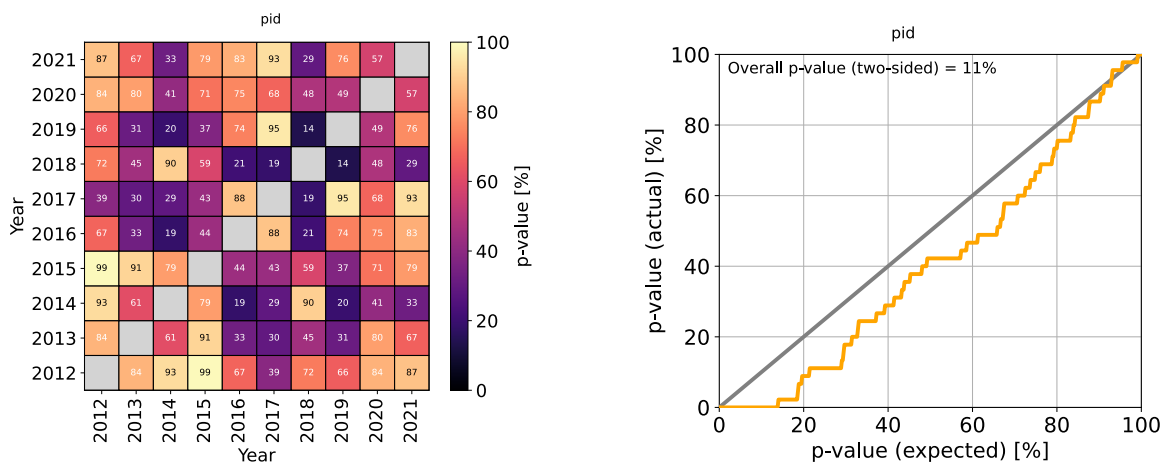 pid
2021 87 67 33 79 83 93 29 76 57
2020 84 80 41 71 75 68 48 49 57
2019 66 31 20 37 74 95 14 49 76
2018 72 45 90 59 21 19 14 48 29
2017 39 30 29 43 88 19 95 68 93
2016 67 33 19 44 88 21 74 75 83
2015 99 91 79 44 43 59 37 71 79
2014 93 61 79 19 29 90 20 41 33
2013 84 61 91 33 30 45 31 80 67
2012 84 93 99 67 39 72 66 84 87
2012 2013 2014 2015 2016 2017 2018 2019 2020 2021
Year
Year
100
80
60
40
20
0
p-value [%]
pid
Overall p-value (two-sided) = 11%
100
80
60
40
20
0
p-value (actual) [%]
0 20 40 60 80 100
p-value (expected) [%]